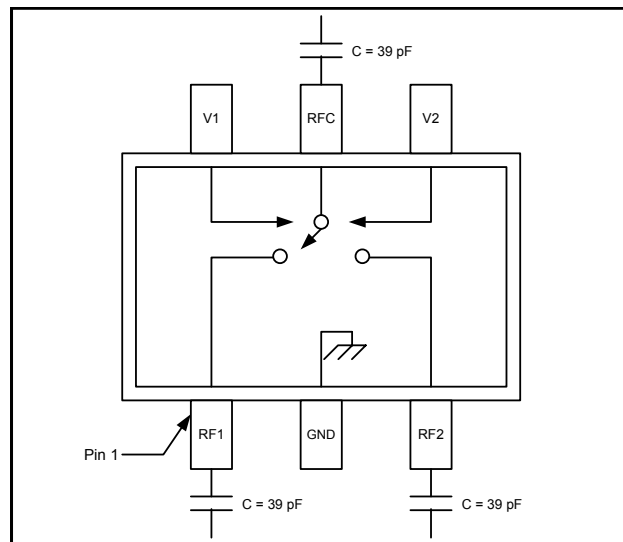 C = 39 pF
V1
RFC
V2
RF1
GND
RF2
Pin 1
C = 39 pF
C = 39 pF